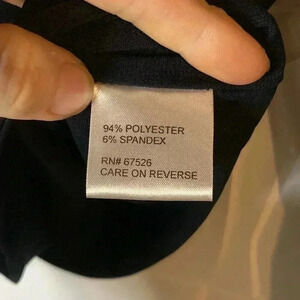 94% POLYESTER
6% SPANDEX
RN# 67526
CARE ON REVERSE